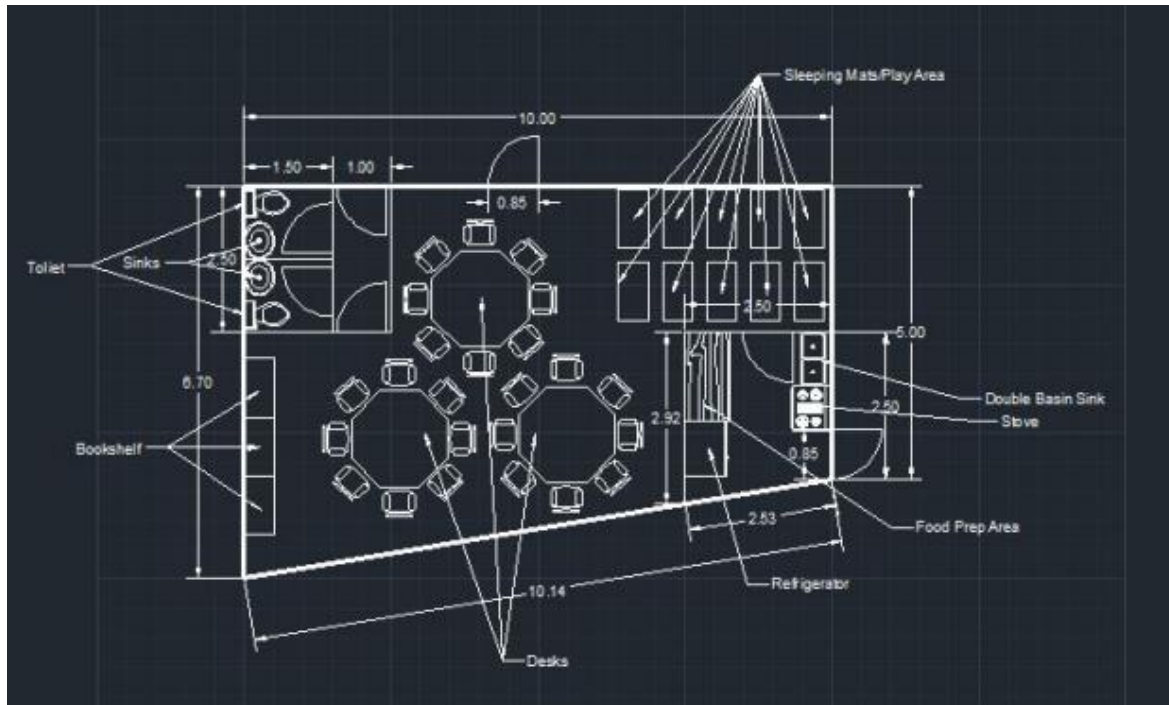 Sleeping Mats/Play Area
10.00
1.50
1.00
0.85
Toliet
Sinks
2.50
2.50
5.00
6.70
2.92
Double Basin Sink
2.50
Stove
Bookshelf
0.85
2.53
Food Prep Area
10.14
Refrigerator
Desks